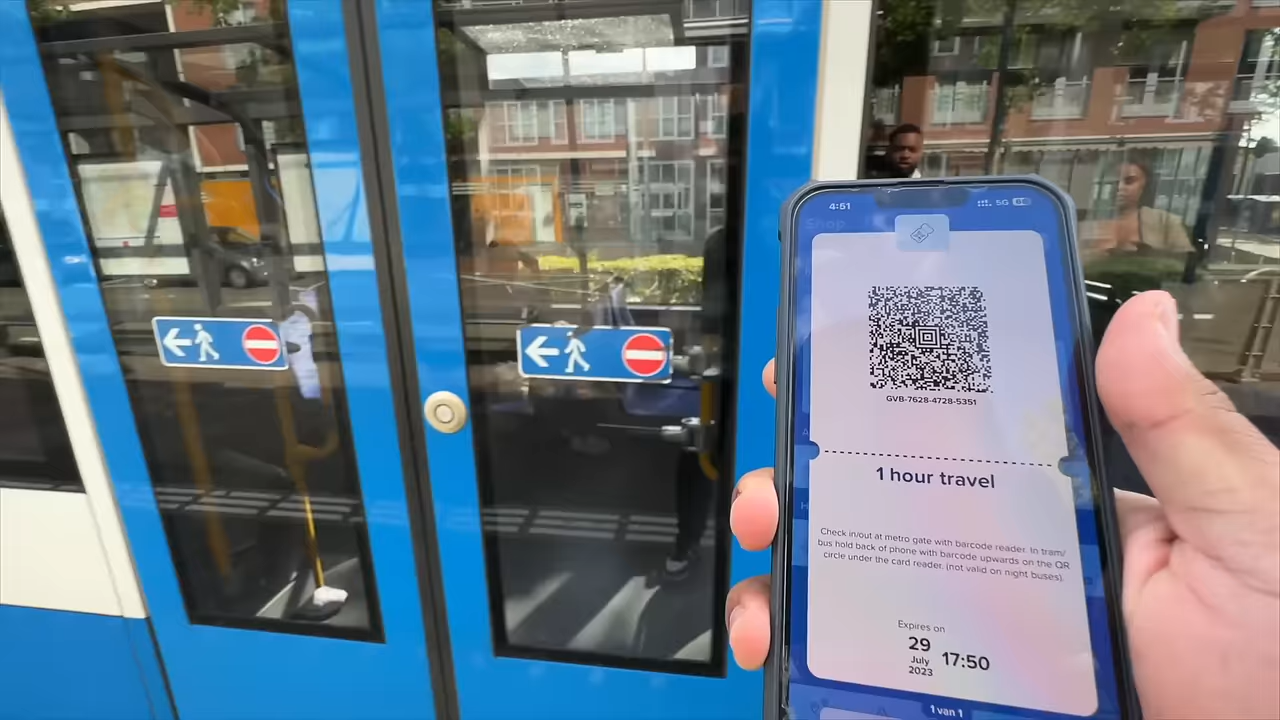 4:51
5G
Shop
GVB-7628-4728-5351
1 hour travel
Check in/out at metro gate with barcode reader. In tram/
bus hold back of phone with barcode upwards on the QR
circle under the card reader. (not valid on night buses).
Expires on
29
July
2023
17:50
1 van 1